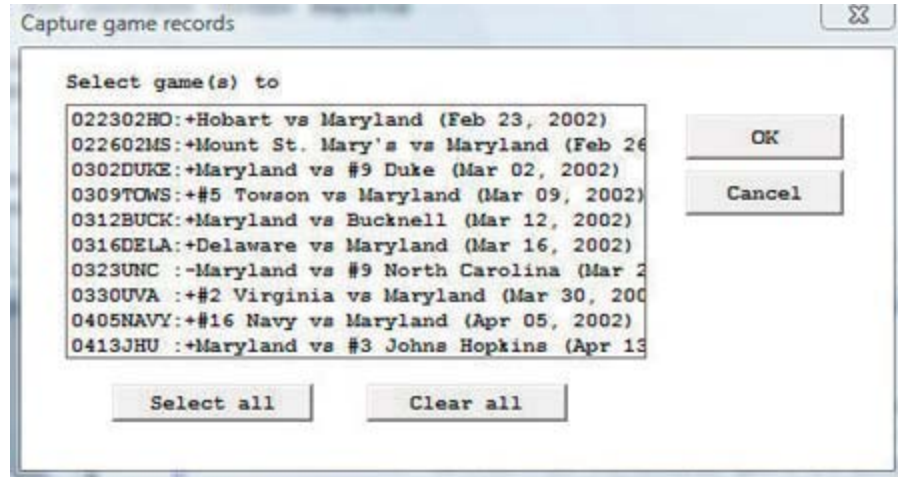 Capture game records
Select game(s) to
022302HO:+Hobart vs Maryland (Feb 23, 2002)
022602MS:+Mount St. Mary's vs Maryland (Feb 26
0302DUKE:+Maryland vs #9 Duke (Mar 02, 2002)
0309TOWS:+#5 Towson vs Maryland (Mar 09, 2002)
0312BUCK:+Maryland vs Bucknell (Mar 12, 2002)
0316DELA:+Delaware vs Maryland (Mar 16, 2002)
0323UNC :-Maryland vs #9 North Carolina (Mar 2
0330UVA :+#2 Virginia vs Maryland (Mar 30, 200
0405NAVY:+#16 Navy vs Maryland (Apr 05, 2002)
0413JHU :+Maryland vs #3 Johns Hopkins (Apr 13
OK
Cancel
Select all
Clear all